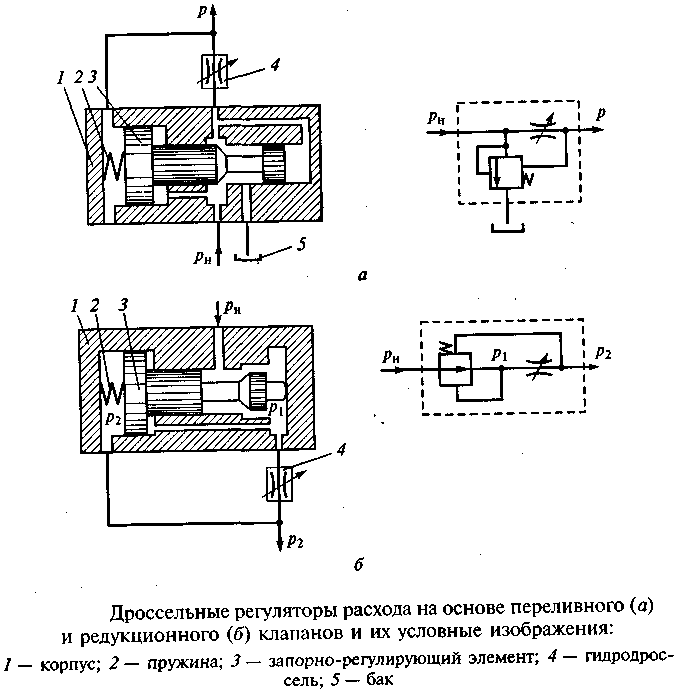 p
4
1 2 3
pн
5
pн
p
а
1 2 3
pн
p2
p1
4
p2
pн
p1
p2
б
Дроссельные регуляторы расхода на основе переливного (а)
и редукционного (б) клапанов и их условные изображения:
1 — корпус; 2 — пружина; 3 — запорно-регулирующий элемент; 4 — гидродрос-
сель; 5 — бак